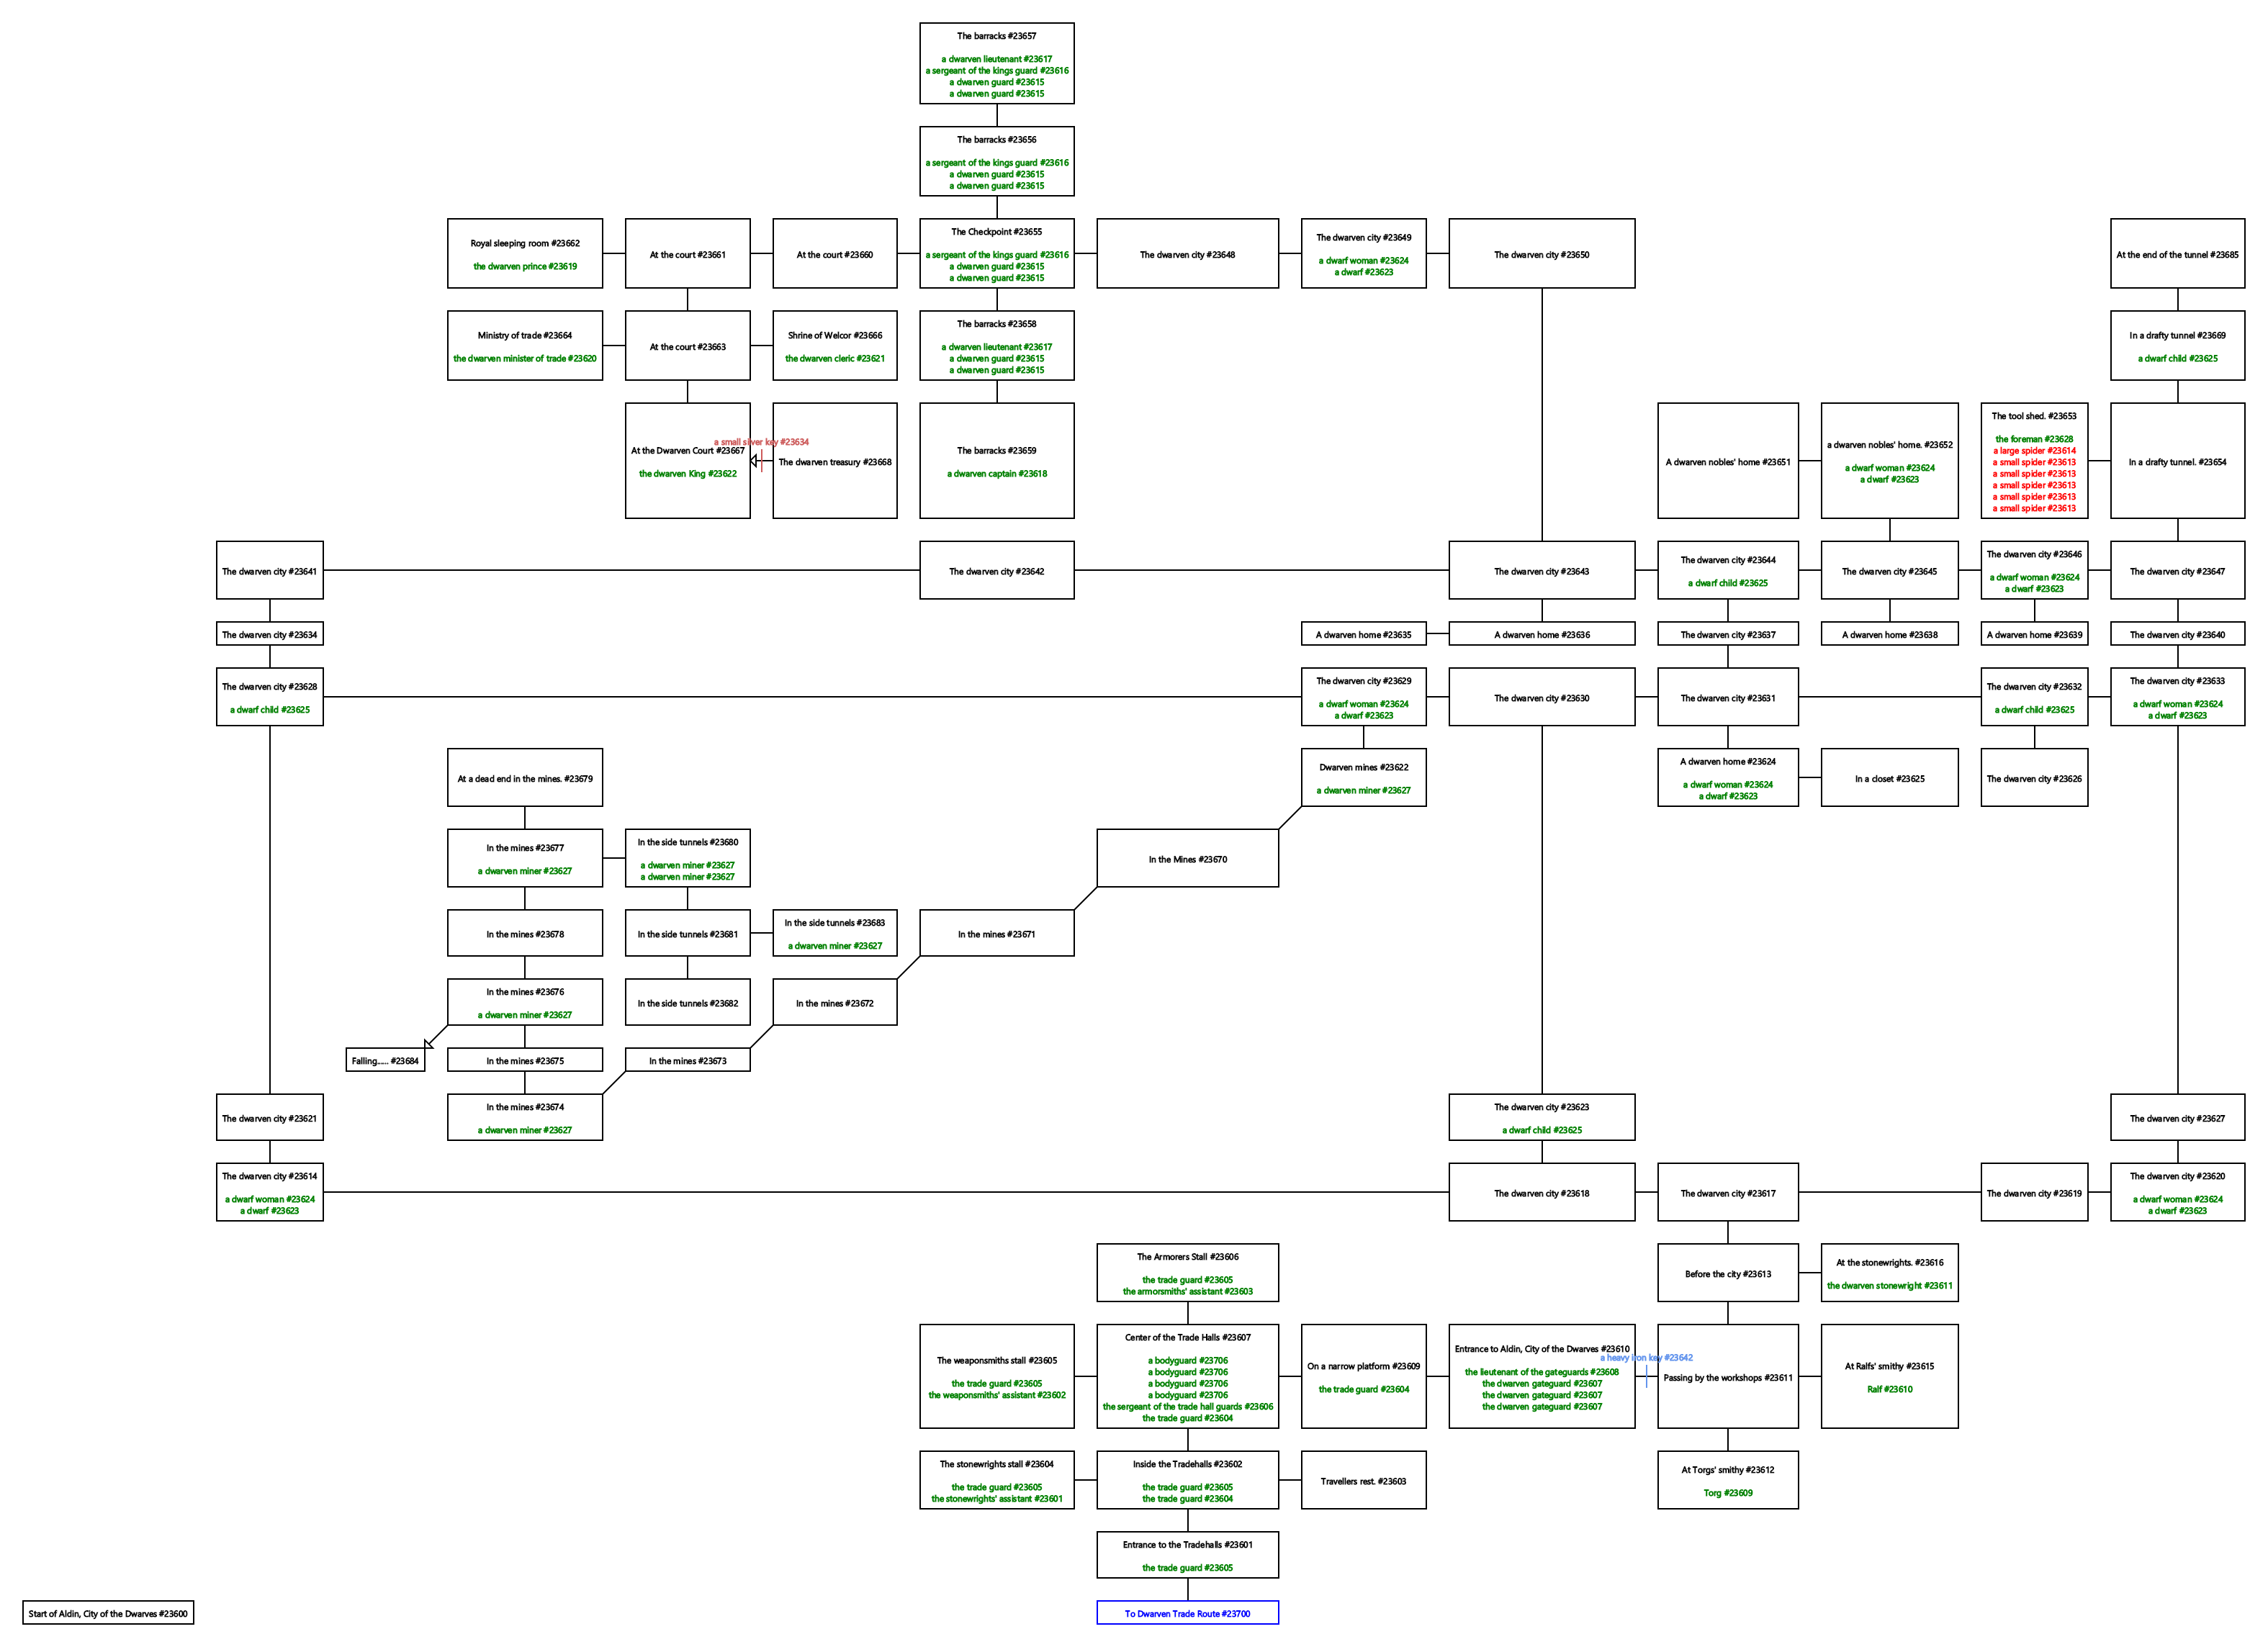 The barracks #23657
a dwarven lieutenant #23617
a sergeant of the kings guard #23616
a dwarven guard #23615
a dwarven guard #23615
The barracks #23656
a sergeant of the kings guard #23616
a dwarven guard #23615
a dwarven guard #23615
Royal sleeping room #23662
the dwarven prince #23619
At the court #23661
At the court #23660
The Checkpoint #23655
a sergeant of the kings guard #23616
a dwarven guard #23615
a dwarven guard #23615
The dwarven city #23648
The dwarven city #23649
a dwarf woman #23624
a dwarf #23623
The dwarven city #23650
At the end of the tunnel #23685
Ministry of trade #23664
the dwarven minister of trade #23620
At the court #23663
Shrine of Welcor #23666
the dwarven cleric #23621
The barracks #23658
a dwarven lieutenant #23617
a dwarven guard #23615
a dwarven guard #23615
In a drafty tunnel #23669
a dwarf child #23625
At the Dwarven Court #23667
the dwarven King #23622
a small silver key #23634
The dwarven treasury #23668
The barracks #23659
a dwarven captain #23618
A dwarven nobles' home #23651
a dwarven nobles' home. #23652
a dwarf woman #23624
a dwarf #23623
The tool shed. #23653
the foreman #23628
a large spider #23614
a small spider #23613
a small spider #23613
a small spider #23613
a small spider #23613
a small spider #23613
In a drafty tunnel. #23654
The dwarven city #23641
The dwarven city #23642
The dwarven city #23643
The dwarven city #23644
a dwarf child #23625
The dwarven city #23645
The dwarven city #23646
a dwarf woman #23624
a dwarf #23623
The dwarven city #23647
The dwarven city #23634
A dwarven home #23635
A dwarven home #23636
The dwarven city #23637
A dwarven home #23638
A dwarven home #23639
The dwarven city #23640
The dwarven city #23628
a dwarf child #23625
The dwarven city #23629
a dwarf woman #23624
a dwarf #23623
The dwarven city #23630
The dwarven city #23631
The dwarven city #23632
a dwarf child #23625
The dwarven city #23633
a dwarf woman #23624
a dwarf #23623
At a dead end in the mines. #23679
Dwarven mines #23622
a dwarven miner #23627
A dwarven home #23624
a dwarf woman #23624
a dwarf #23623
In a closet #23625
The dwarven city #23626
In the mines #23677
a dwarven miner #23627
In the side tunnels #23680
a dwarven miner #23627
a dwarven miner #23627
In the Mines #23670
In the mines #23678
In the side tunnels #23681
In the side tunnels #23683
a dwarven miner #23627
In the mines #23671
In the mines #23676
a dwarven miner #23627
In the side tunnels #23682
In the mines #23672
Falling...... #23684
In the mines #23675
In the mines #23673
The dwarven city #23621
In the mines #23674
a dwarven miner #23627
The dwarven city #23623
a dwarf child #23625
The dwarven city #23627
The dwarven city #23614
a dwarf woman #23624
a dwarf #23623
The dwarven city #23618
The dwarven city #23617
The dwarven city #23619
The dwarven city #23620
a dwarf woman #23624
a dwarf #23623
The Armorers Stall #23606
the trade guard #23605
the armorsmiths' assistant #23603
Before the city #23613
At the stonewrights. #23616
the dwarven stonewright #23611
The weaponsmiths stall #23605
the trade guard #23605
the weaponsmiths' assistant #23602
Center of the Trade Halls #23607
a bodyguard #23706
a bodyguard #23706
a bodyguard #23706
a bodyguard #23706
the sergeant of the trade hall guards #23606
the trade guard #23604
On a narrow platform #23609
the trade guard #23604
Entrance to Aldin, City of the Dwarves #23610
the lieutenant of the gateguards #23608
the dwarven gateguard #23607
the dwarven gateguard #23607
the dwarven gateguard #23607
a heavy iron key #23642
Passing by the workshops #23611
At Ralfs' smithy #23615
Ralf #23610
The stonewrights stall #23604
the trade guard #23605
the stonewrights' assistant #23601
Inside the Tradehalls #23602
the trade guard #23605
the trade guard #23604
Travellers rest. #23603
At Torgs' smithy #23612
Torg #23609
Entrance to the Tradehalls #23601
the trade guard #23605
Start of Aldin, City of the Dwarves #23600
To Dwarven Trade Route #23700